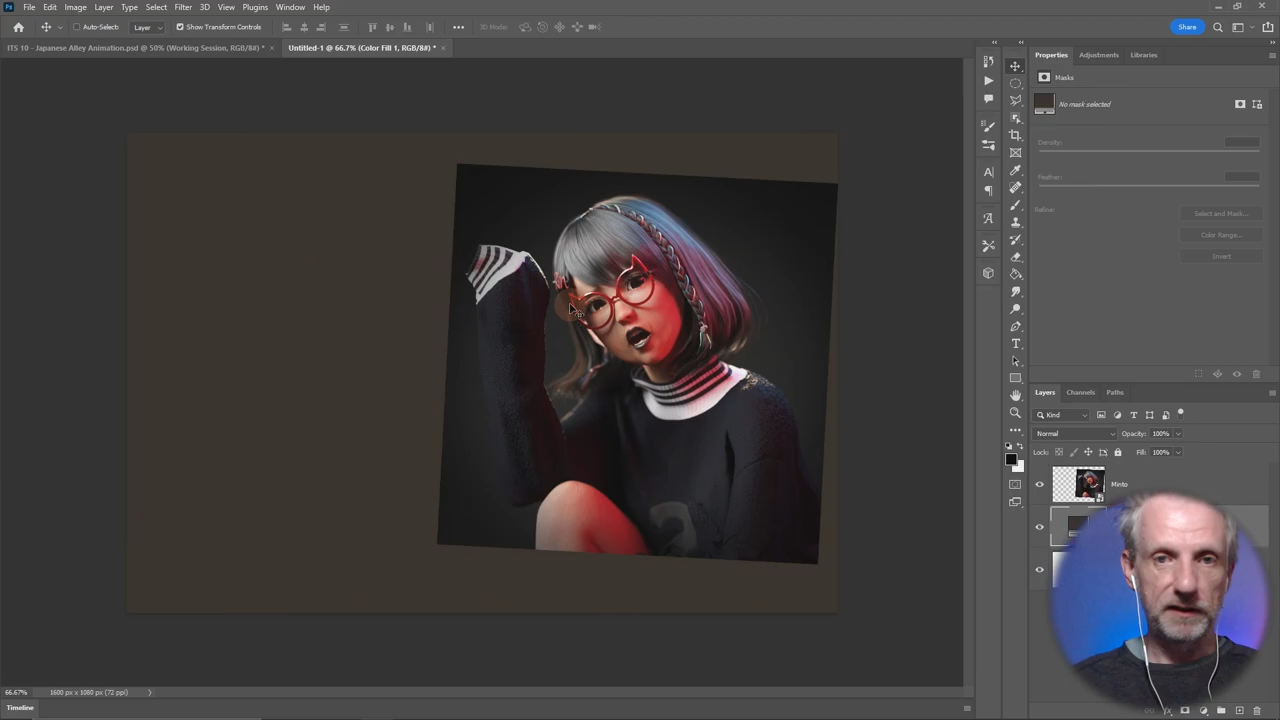 Ps File Edit Image Layer Type Select Filter 3D View Plugins Window Help
Auto-Select: Layer Show Transform Controls 3D Mode: Share
ITS 10 - Japanese Alley Animation.psd @ 50% (Working Session, RGB/8#) * × Untitled-1 @ 66.7% (Color Fill 1, RGB/8#) * ×
Properties Adjustments Libraries
Masks
No mask selected
Density:
Feather:
Refine:
Select and Mask...
Color Range...
Invert
Layers Channels Paths
Kind
Normal Opacity: 100%
Lock: Fill: 100%
Minto
66.67% 1600 px x 1080 px (72 ppi)
Timeline